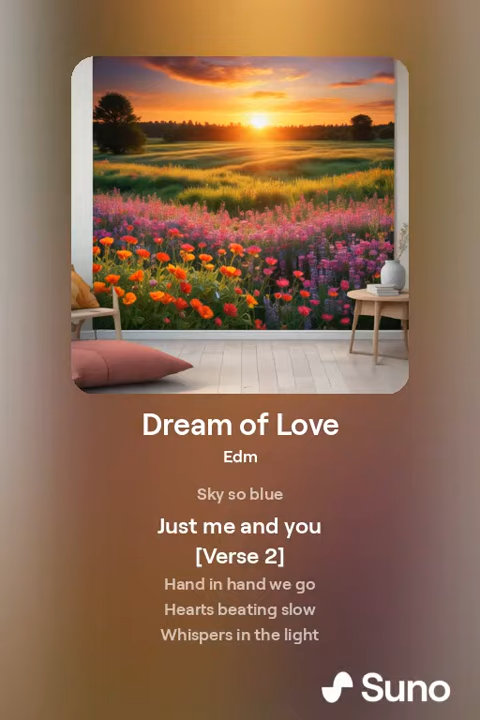 Dream of Love
Edm
Sky so blue
Just me and you
[Verse 2]
Hand in hand we go
Hearts beating slow
Whispers in the light
Suno